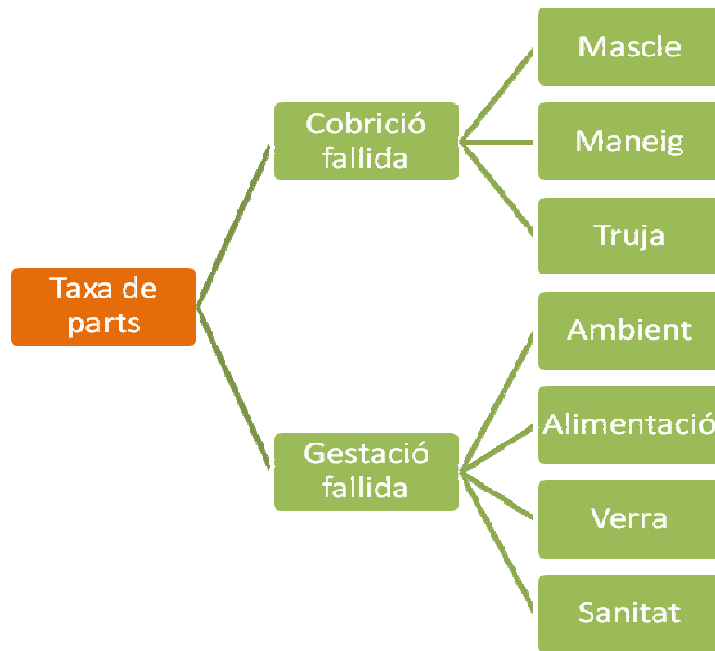 Taxa de
parts
Cobrició
fallida
Mascle
Maneig
Truja
Gestació
fallida
Ambient
Alimentació
Verra
Sanitat